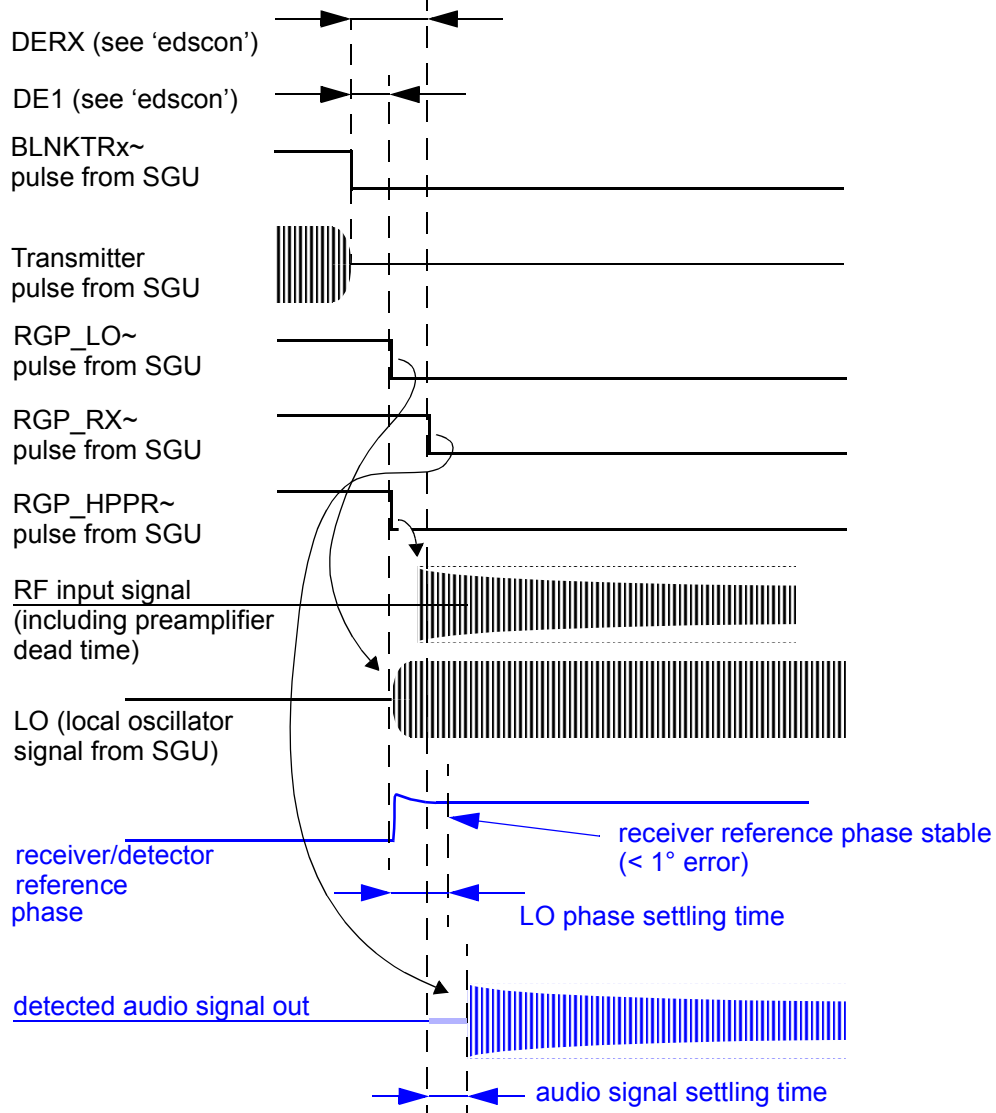 DERX (see ‘edscon’)
DE1 (see ‘edscon’)
BLNKTRx~
pulse from SGU
Transmitter
pulse from SGU
RGP_LO~
pulse from SGU
RGP_RX~
pulse from SGU
RGP_HPPR~
pulse from SGU
RF input signal
(including preamplifier
dead time)
LO (local oscillator
signal from SGU)
receiver reference phase stable
(< 1° error)
receiver/detector
reference
phase
LO phase settling time
detected audio signal out
audio signal settling time